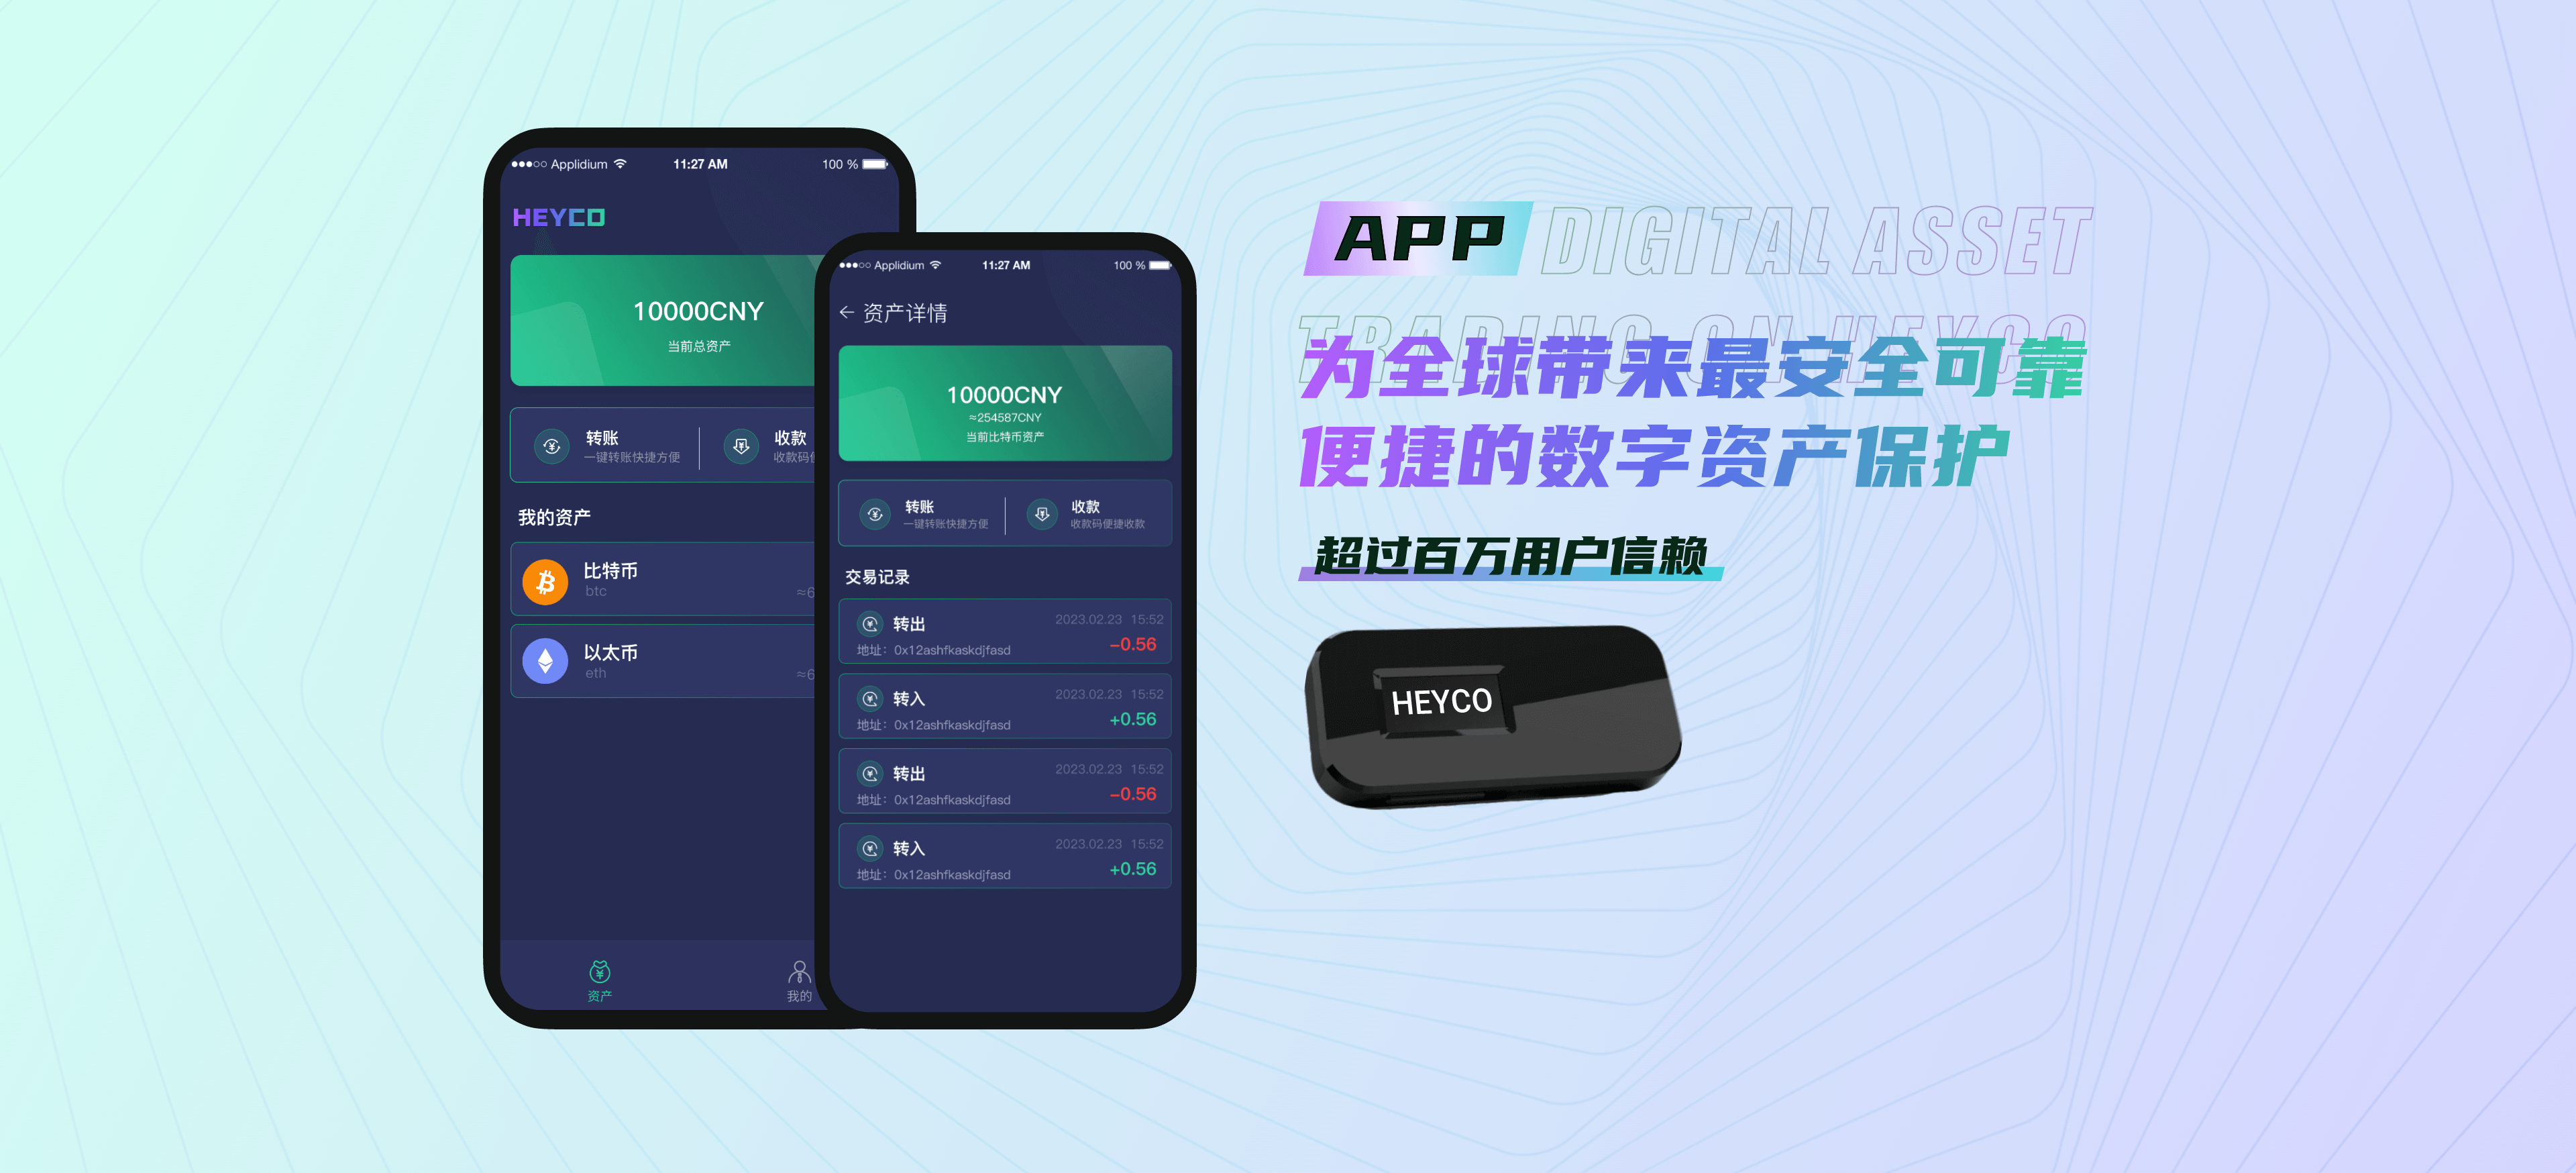 Applidium 11:27 AM 100 %
HEYCO
10000CNY
当前总资产
转账
一键转账快捷方便
收款
收款码
我的资产
比特币
btc
≈6
以太币
eth
≈6
资产
我的
Applidium 11:27 AM 100 %
资产详情
10000CNY
≈254587CNY
当前比特币资产
转账
一键转账快捷方便
收款
收款码便捷收款
交易记录
转出 2023.02.23 15:52
地址：0x12ashfkaskdjfasd -0.56
转入 2023.02.23 15:52
地址：0x12ashfkaskdjfasd +0.56
转出 2023.02.23 15:52
地址：0x12ashfkaskdjfasd -0.56
转入 2023.02.23 15:52
地址：0x12ashfkaskdjfasd +0.56
APP DIGITAL ASSET
TRADING ON HEYCO
为全球带来最安全可靠
便捷的数字资产保护
超过百万用户信赖
HEYCO